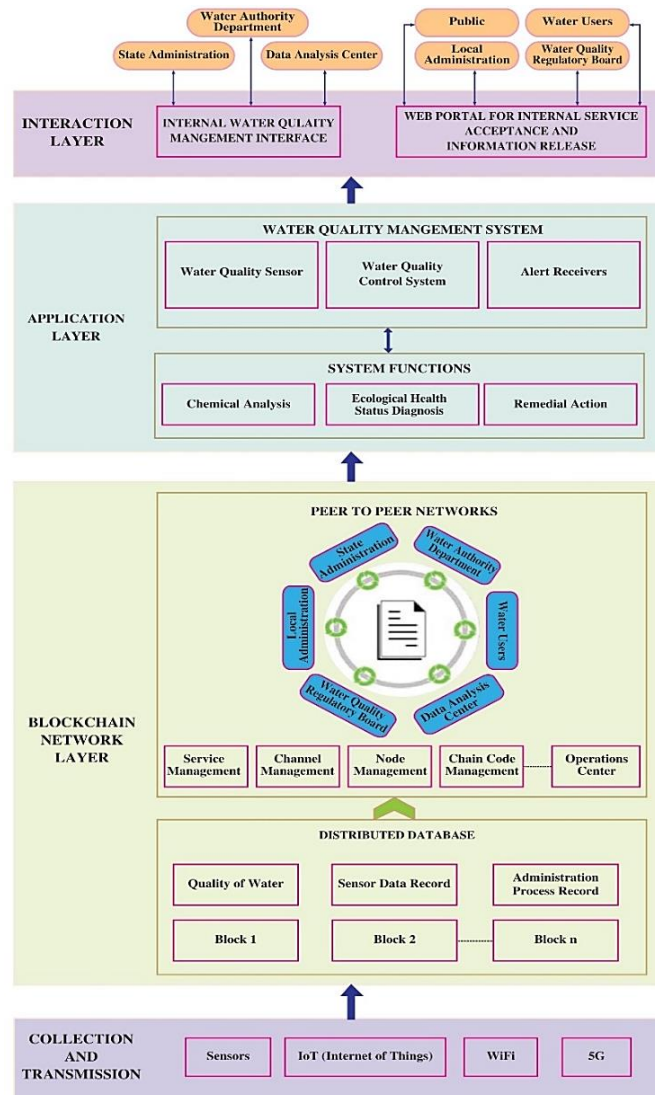 Water Authority
Department
State Administration
Data Analysis Center
Public
Water Users
Local
Administration
Water Quality
Regulatory Board
INTERACTION
LAYER
INTERNAL WATER QULAITY
MANGEMENT INTERFACE
WEB PORTAL FOR INTERNAL SERVICE
ACCEPTANCE AND
INFORMATION RELEASE
APPLICATION
LAYER
WATER QUALITY MANGEMENT SYSTEM
Water Quality Sensor
Water Quality
Control System
Alert Receivers
SYSTEM FUNCTIONS
Chemical Analysis
Ecological Health
Status Diagnosis
Remedial Action
BLOCKCHAIN
NETWORK
LAYER
PEER TO PEER NETWORKS
State
Administration
Water Authority
Department
Local
Administration
Water Users
Water Quality
Regulatory Board
Data Analysis
Center
Service
Management
Channel
Management
Node
Management
Chain Code
Management
Operations
Center
DISTRIBUTED DATABASE
Quality of Water
Sensor Data Record
Administration
Process Record
Block 1
Block 2
Block n
COLLECTION
AND
TRANSMISSION
Sensors
IoT (Internet of Things)
WiFi
5G